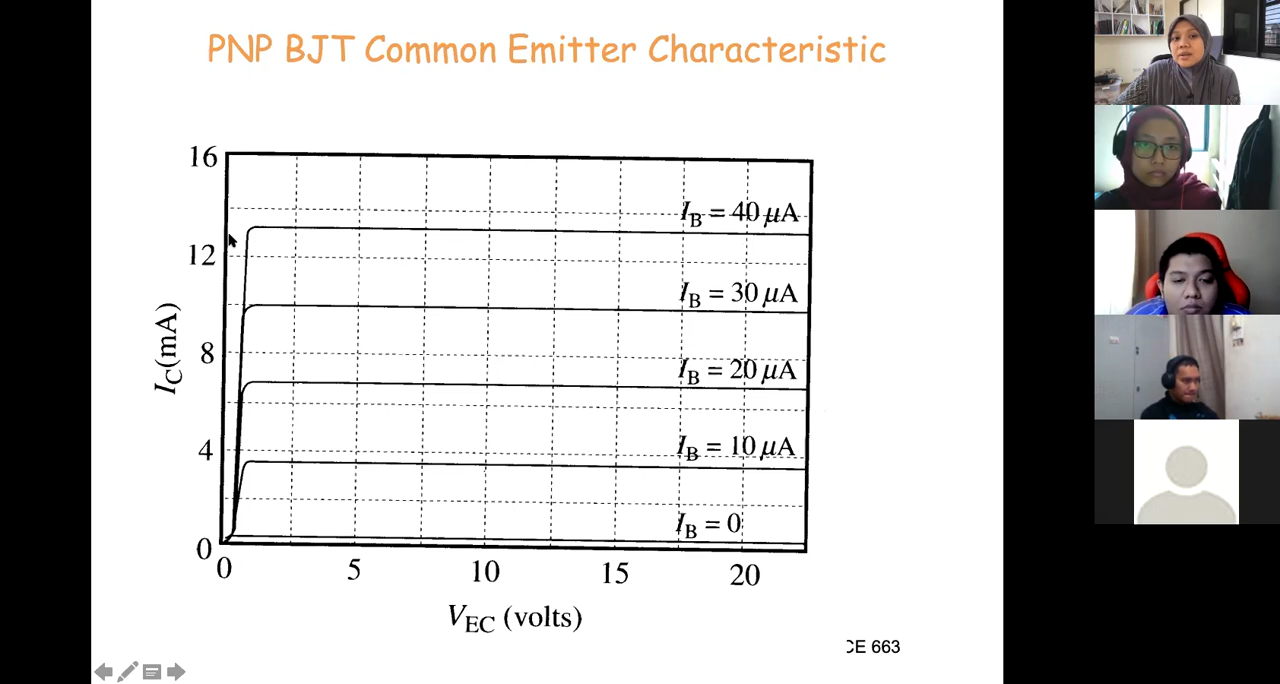 PNP BJT Common Emitter Characteristic
16
12
8
4
0
I_C(mA)
I_B = 40 μA
I_B = 30 μA
I_B = 20 μA
I_B = 10 μA
I_B = 0
0 5 10 15 20
V_EC (volts)
CE 663